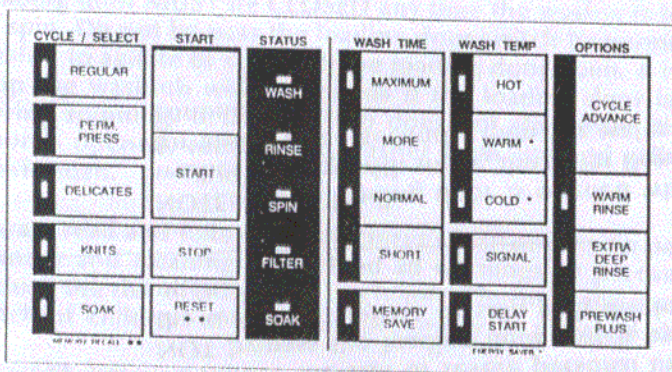 CYCLE / SELECT
REGULAR
PERM.
PRESS
DELICATES
KNITS
SOAK
MEMORY RECALL **
START
START
STOP
RESET
**
STATUS
WASH
RINSE
SPIN
FILTER
SOAK
WASH TIME
MAXIMUM
MORE
NORMAL
SHORT
MEMORY
SAVE
WASH TEMP
HOT
WARM *
COLD *
SIGNAL
DELAY
START
ENERGY SAVER *
OPTIONS
CYCLE
ADVANCE
WARM
RINSE
EXTRA
DEEP
RINSE
PREWASH
PLUS